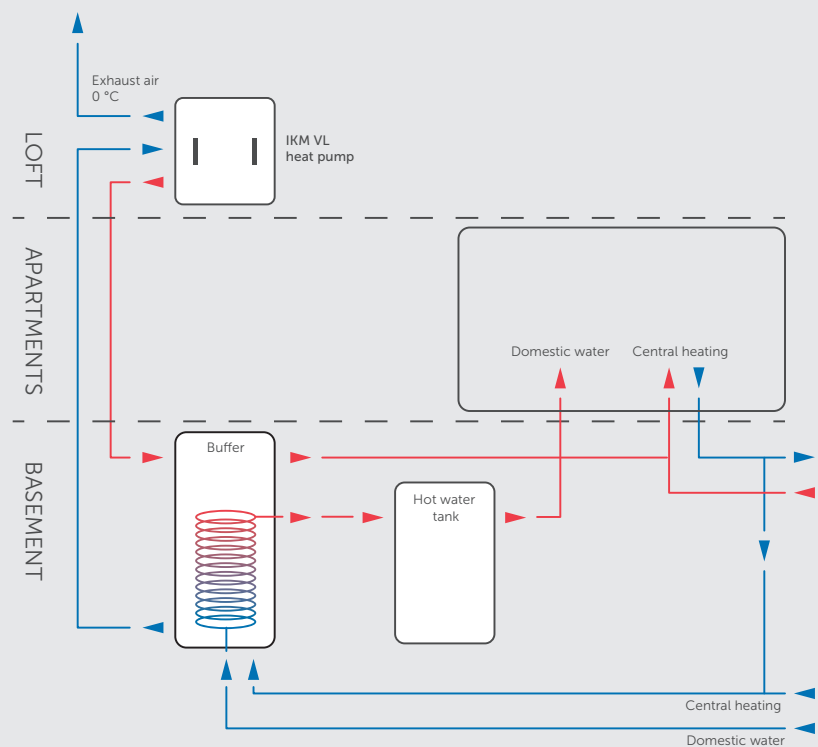 Exhaust air
0 °C
IKM VL
heat pump
LOFT
APARTMENTS
Domestic water
Central heating
BASEMENT
Buffer
Hot water
tank
Central heating
Domestic water